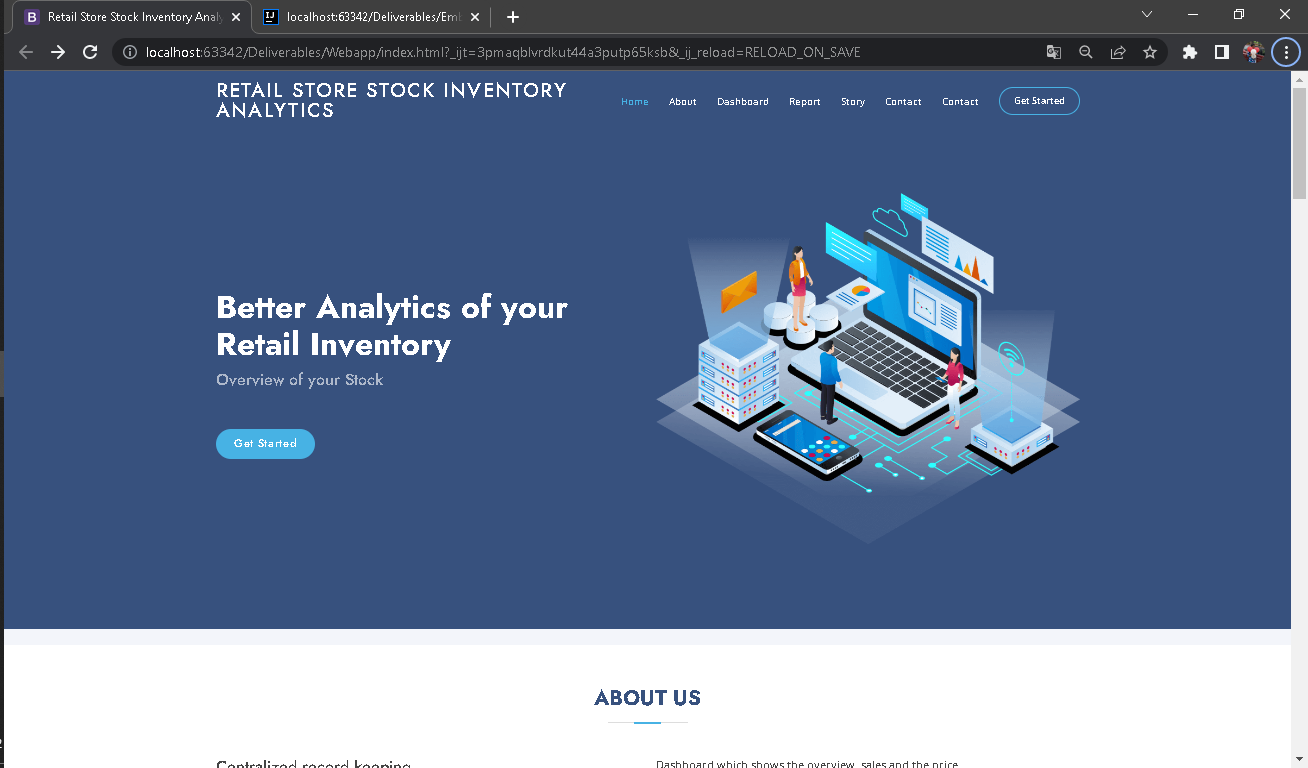 Retail Store Stock Inventory Analy
localhost:63342/Deliverables/Em
localhost:63342/Deliverables/Webapp/index.html?_ijt=3pmaqblvrdkut44a3putp65ksb&_ij_reload=RELOAD_ON_SAVE
RETAIL STORE STOCK INVENTORY
ANALYTICS
Home About Dashboard Report Story Contact Contact Get Started
Better Analytics of your
Retail Inventory
Overview of your Stock
Get Started
ABOUT US
Centralized record keeping
Dashboard which shows the overview, sales and the price